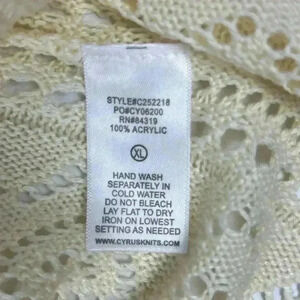 STYLE#C252218
PO#CY06200
RN#84319
100% ACRYLIC
XL
HAND WASH
SEPARATELY IN
COLD WATER
DO NOT BLEACH
LAY FLAT TO DRY
IRON ON LOWEST
SETTING AS NEEDED
WWW.CYRUSKNITS.COM